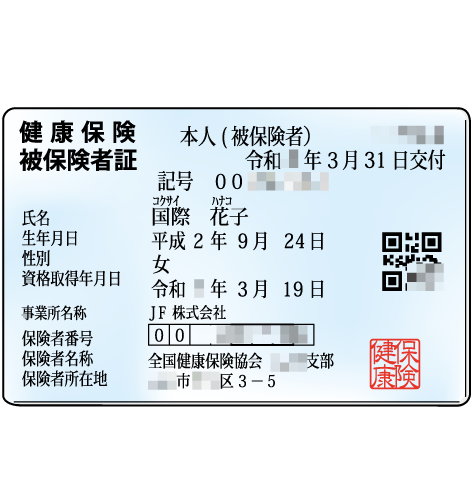 健康保険
被保険者証
本人(被保険者)
令和 年3月31日交付
記号 00
コクサイ ハナコ
氏名 国際 花子
生年月日 平成2年 9月 24日
性別 女
資格取得年月日 令和 年 3月 19日
事業所名称 JF 株式会社
保険者番号 00
保険者名称 全国健康保険協会 支部
保険者所在地 市 区3-5
健康保険